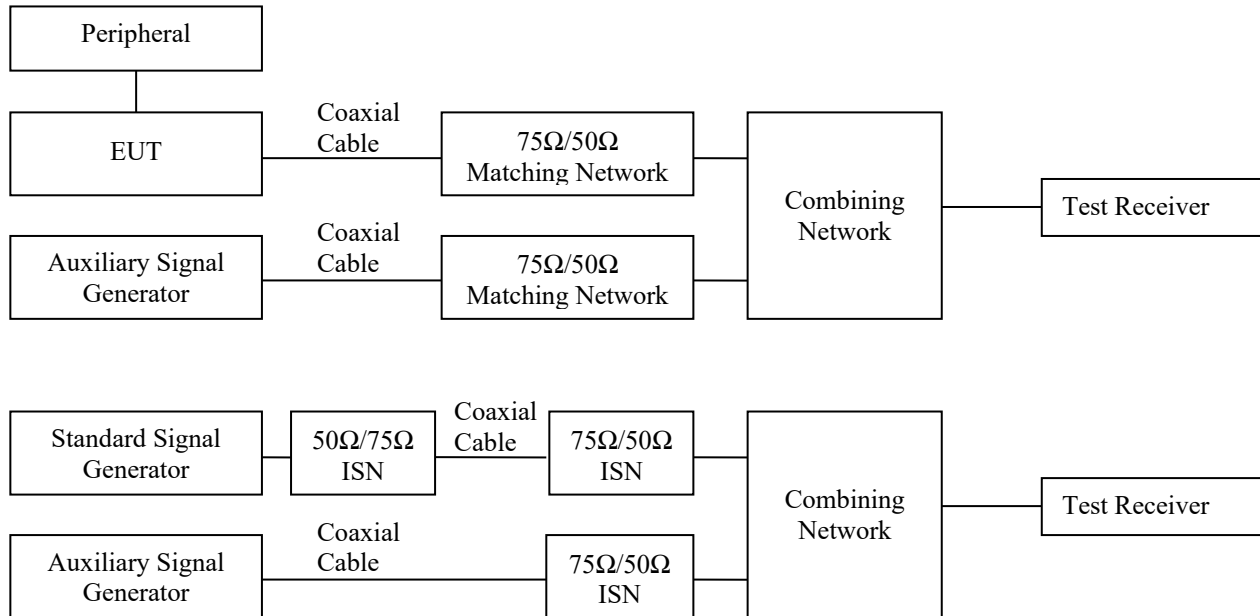 Peripheral
EUT
Coaxial
Cable
75Ω/50Ω
Matching Network
Auxiliary Signal
Generator
Coaxial
Cable
75Ω/50Ω
Matching Network
Combining
Network
Test Receiver
Standard Signal
Generator
50Ω/75Ω
ISN
Coaxial
Cable
75Ω/50Ω
ISN
Auxiliary Signal
Generator
Coaxial
Cable
75Ω/50Ω
ISN
Combining
Network
Test Receiver